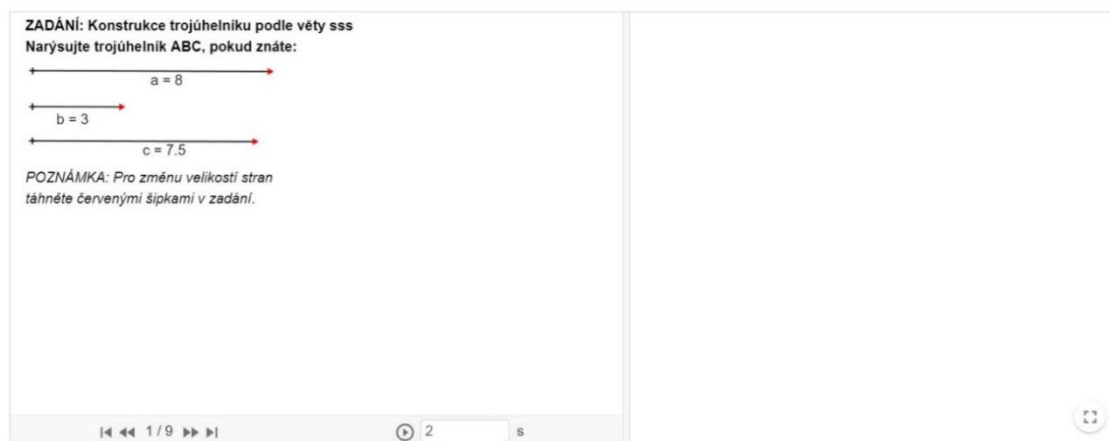 ZADÁNÍ: Konstrukce trojúhelníku podle věty sss
Narýsujte trojúhelník ABC, pokud znáte:
a = 8
b = 3
c = 7.5
POZNÁMKA: Pro změnu velikostí stran
táhněte červenými šipkami v zadání.
1 / 9
2 s